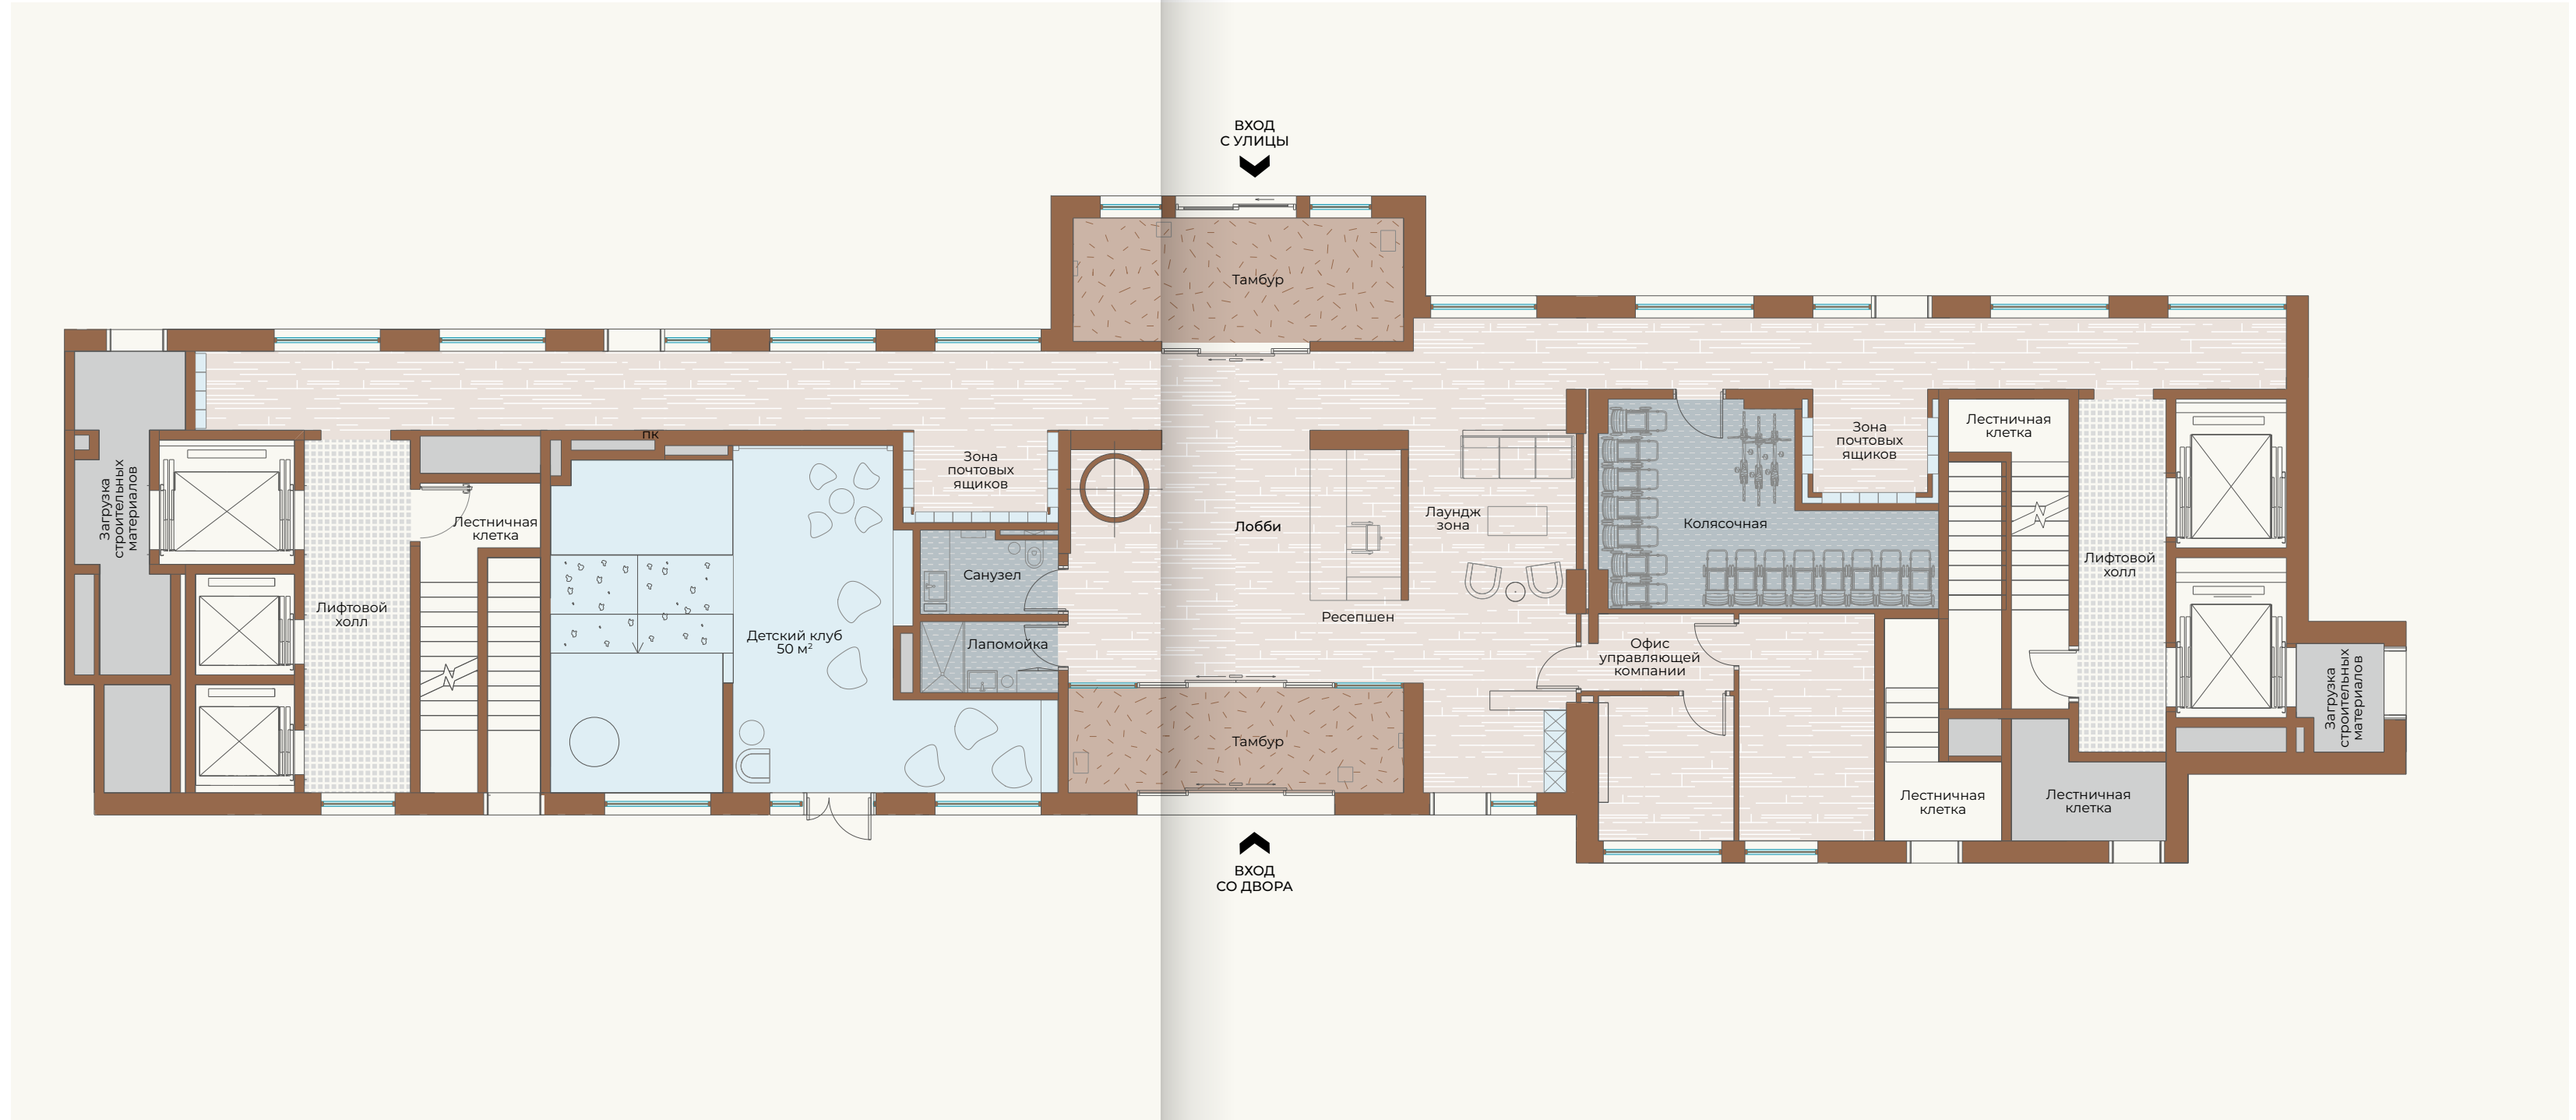 ВХОД
С УЛИЦЫ
Тамбур
ПК
Зона
почтовых
ящиков
Зона
почтовых
ящиков
Лестничная
клетка
Загрузка
строительных
материалов
Лестничная
клетка
Лаундж
зона
Лобби
Колясочная
Санузел
Лифтовой
холл
Лифтовой
холл
Ресепшен
Детский клуб
50 м²
Лапомойка
Офис
управляющей
компании
Загрузка
строительных
материалов
Тамбур
Лестничная
клетка
Лестничная
клетка
ВХОД
СО ДВОРА